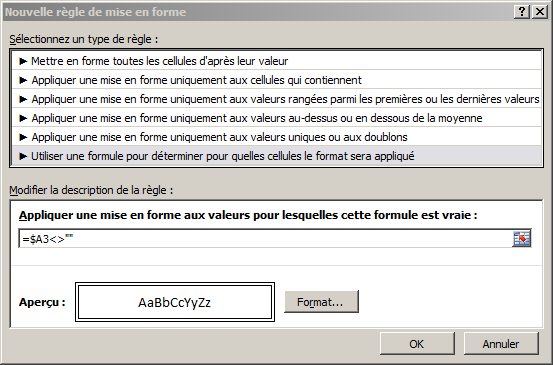 Nouvelle règle de mise en forme
Sélectionnez un type de règle :
► Mettre en forme toutes les cellules d'après leur valeur
► Appliquer une mise en forme uniquement aux cellules qui contiennent
► Appliquer une mise en forme uniquement aux valeurs rangées parmi les premières ou les dernières valeurs
► Appliquer une mise en forme uniquement aux valeurs au-dessus ou en dessous de la moyenne
► Appliquer une mise en forme uniquement aux valeurs uniques ou aux doublons
► Utiliser une formule pour déterminer pour quelles cellules le format sera appliqué
Modifier la description de la règle :
Appliquer une mise en forme aux valeurs pour lesquelles cette formule est vraie :
=$A3<>""
Aperçu : AaBbCcYyZz Format...
OK Annuler